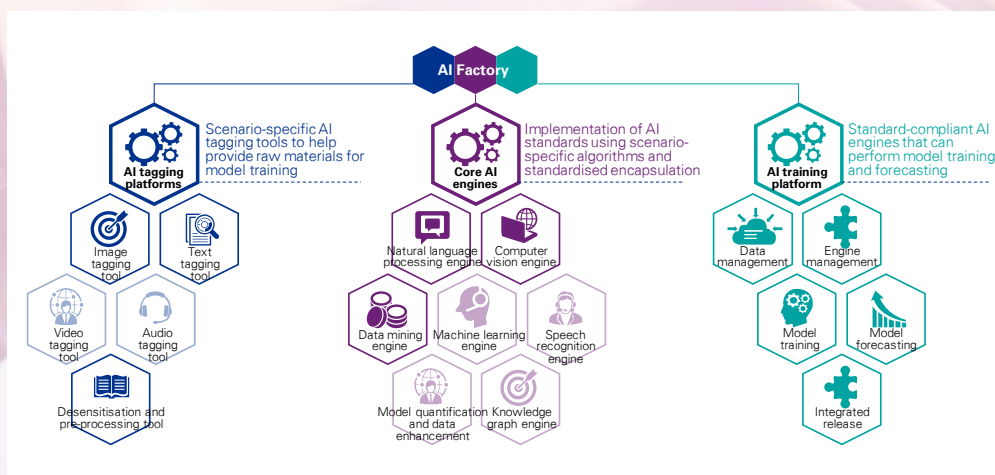 AI Factory
AI tagging
platforms
Scenario-specific AI
tagging tools to help
provide raw materials for
model training
Image
tagging
tool
Text
tagging
tool
Video
tagging
tool
Audio
tagging
tool
Desensitisation and
pre-processing tool
Core AI
engines
Implementation of AI
standards using scenario-
specific algorithms and
standardised encapsulation
Natural language
processing engine
Computer
vision engine
Data mining
engine
Machine learning
engine
Speech
recognition
engine
Model quantification
and data
enhancement
Knowledge
graph engine
AI training
platform
Standard-compliant AI
engines that can
perform model training
and forecasting
Data
management
Engine
management
Model
training
Model
forecasting
Integrated
release